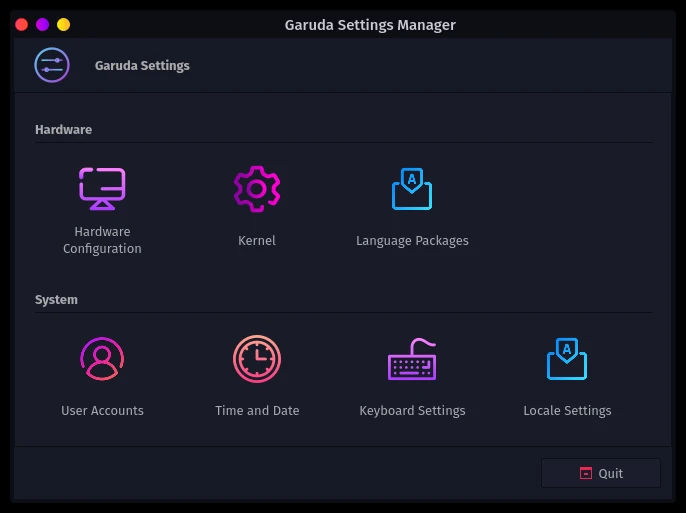 Garuda Settings Manager
Garuda Settings
Hardware
Hardware
Configuration
Kernel
A
Language Packages
System
User Accounts
Time and Date
Keyboard Settings
A
Locale Settings
Quit